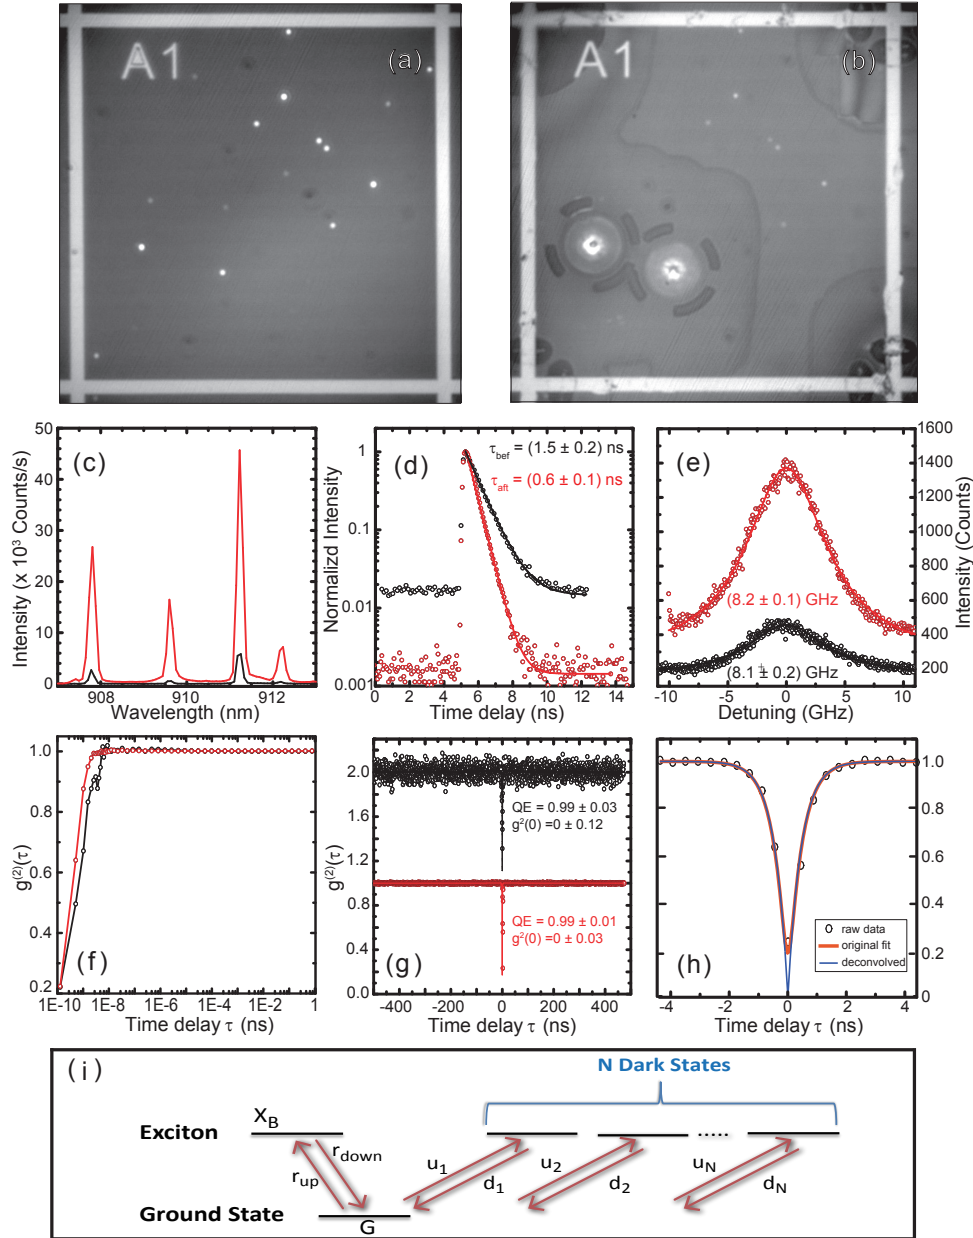 A1
(a)
A1
(b)
(c)
Intensity (x 10³ Counts/s)
50
40
30
20
10
0
908
910
912
Wavelength (nm)
(d)
τbef = (1.5 ± 0.2) ns
τaft = (0.6 ± 0.1) ns
Normalizd Intensity
1
0.1
0.01
0.001
0 2 4 6 8 10 12 14
Time delay (ns)
(e)
(8.2 ± 0.1) GHz
(8.1 ± 0.2) GHz
Intensity (Counts)
1600
1400
1200
1000
800
600
400
200
-10 -5 0 5 10
Detuning (GHz)
(f)
g(2)(τ)
1.0
0.8
0.6
0.4
0.2
1E-10 1E-8 1E-6 1E-4 0.01 1
Time delay τ (ns)
(g)
g(2)(τ)
2.0
1.6
1.2
0.8
0.4
0.0
QE = 0.99 ± 0.03
g²(0) =0 ± 0.12
QE = 0.99 ± 0.01
g²(0) =0 ± 0.03
-400 -200 0 200 400
Time delay τ (ns)
(h)
1.0
0.8
0.6
0.4
0.2
0
raw data
original fit
deconvolved
-4 -2 0 2 4
Time delay τ (ns)
(i)
N Dark States
XB
Exciton
rdown
rup
u1
d1
u2
d2
.....
uN
dN
Ground State
G